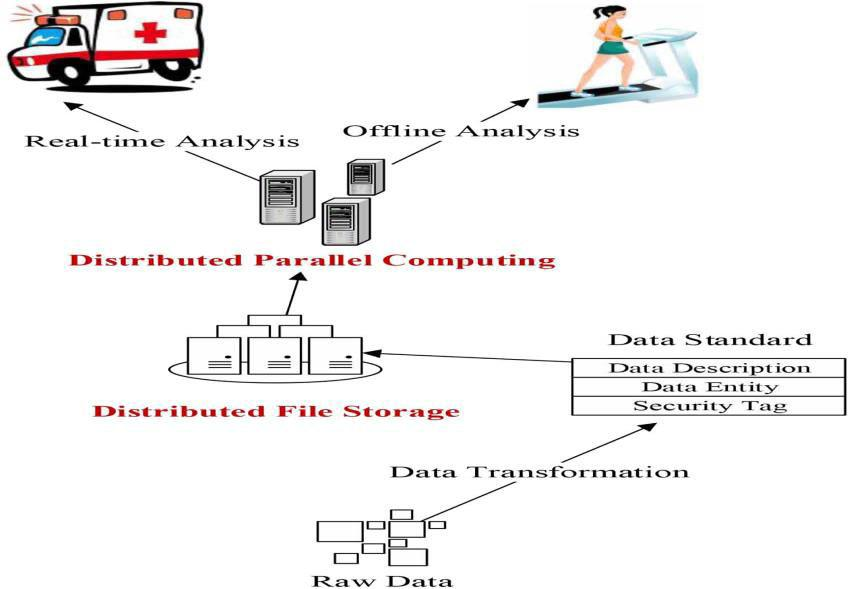 Real-time Analysis
Offline Analysis
Distributed Parallel Computing
Data Standard
Data Description
Data Entity
Security Tag
Distributed File Storage
Data Transformation
Raw Data